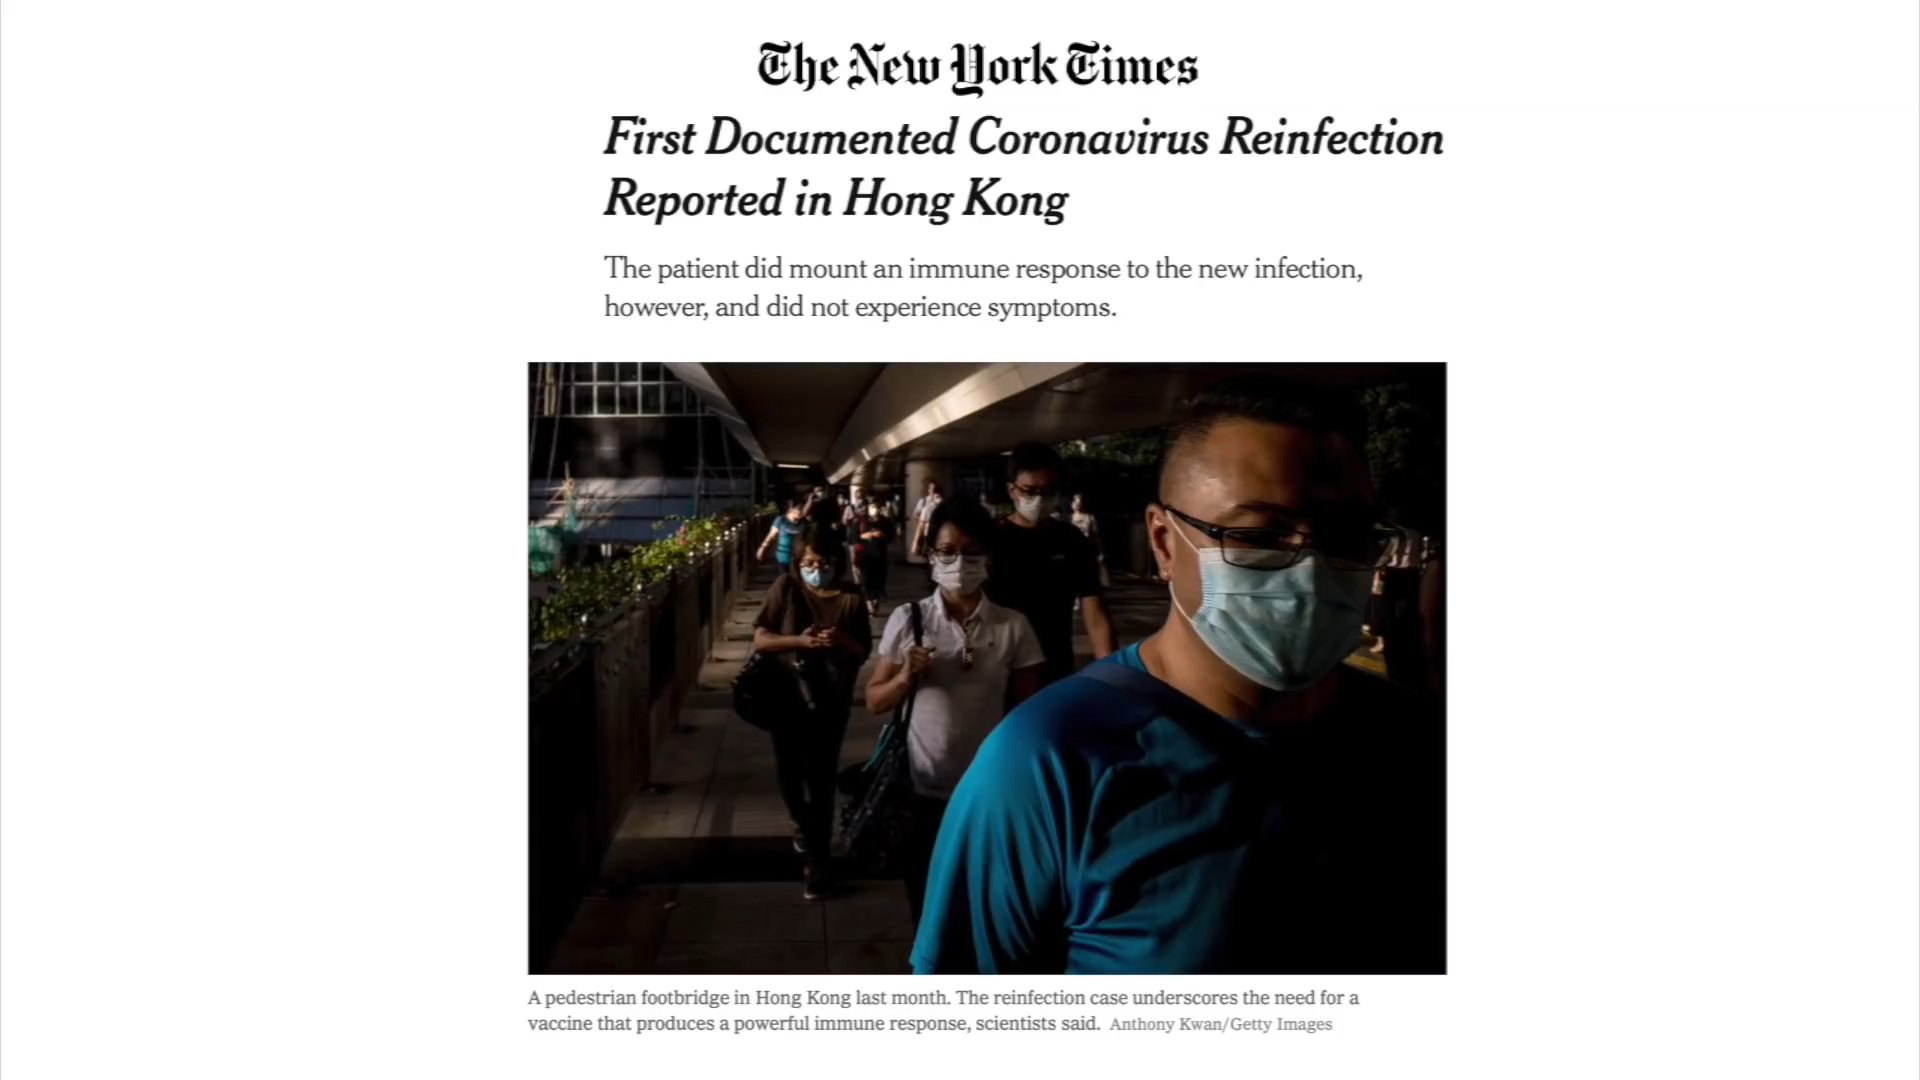 The New York Times
First Documented Coronavirus Reinfection
Reported in Hong Kong
The patient did mount an immune response to the new infection,
however, and did not experience symptoms.
A pedestrian footbridge in Hong Kong last month. The reinfection case underscores the need for a
vaccine that produces a powerful immune response, scientists said. Anthony Kwan/Getty Images